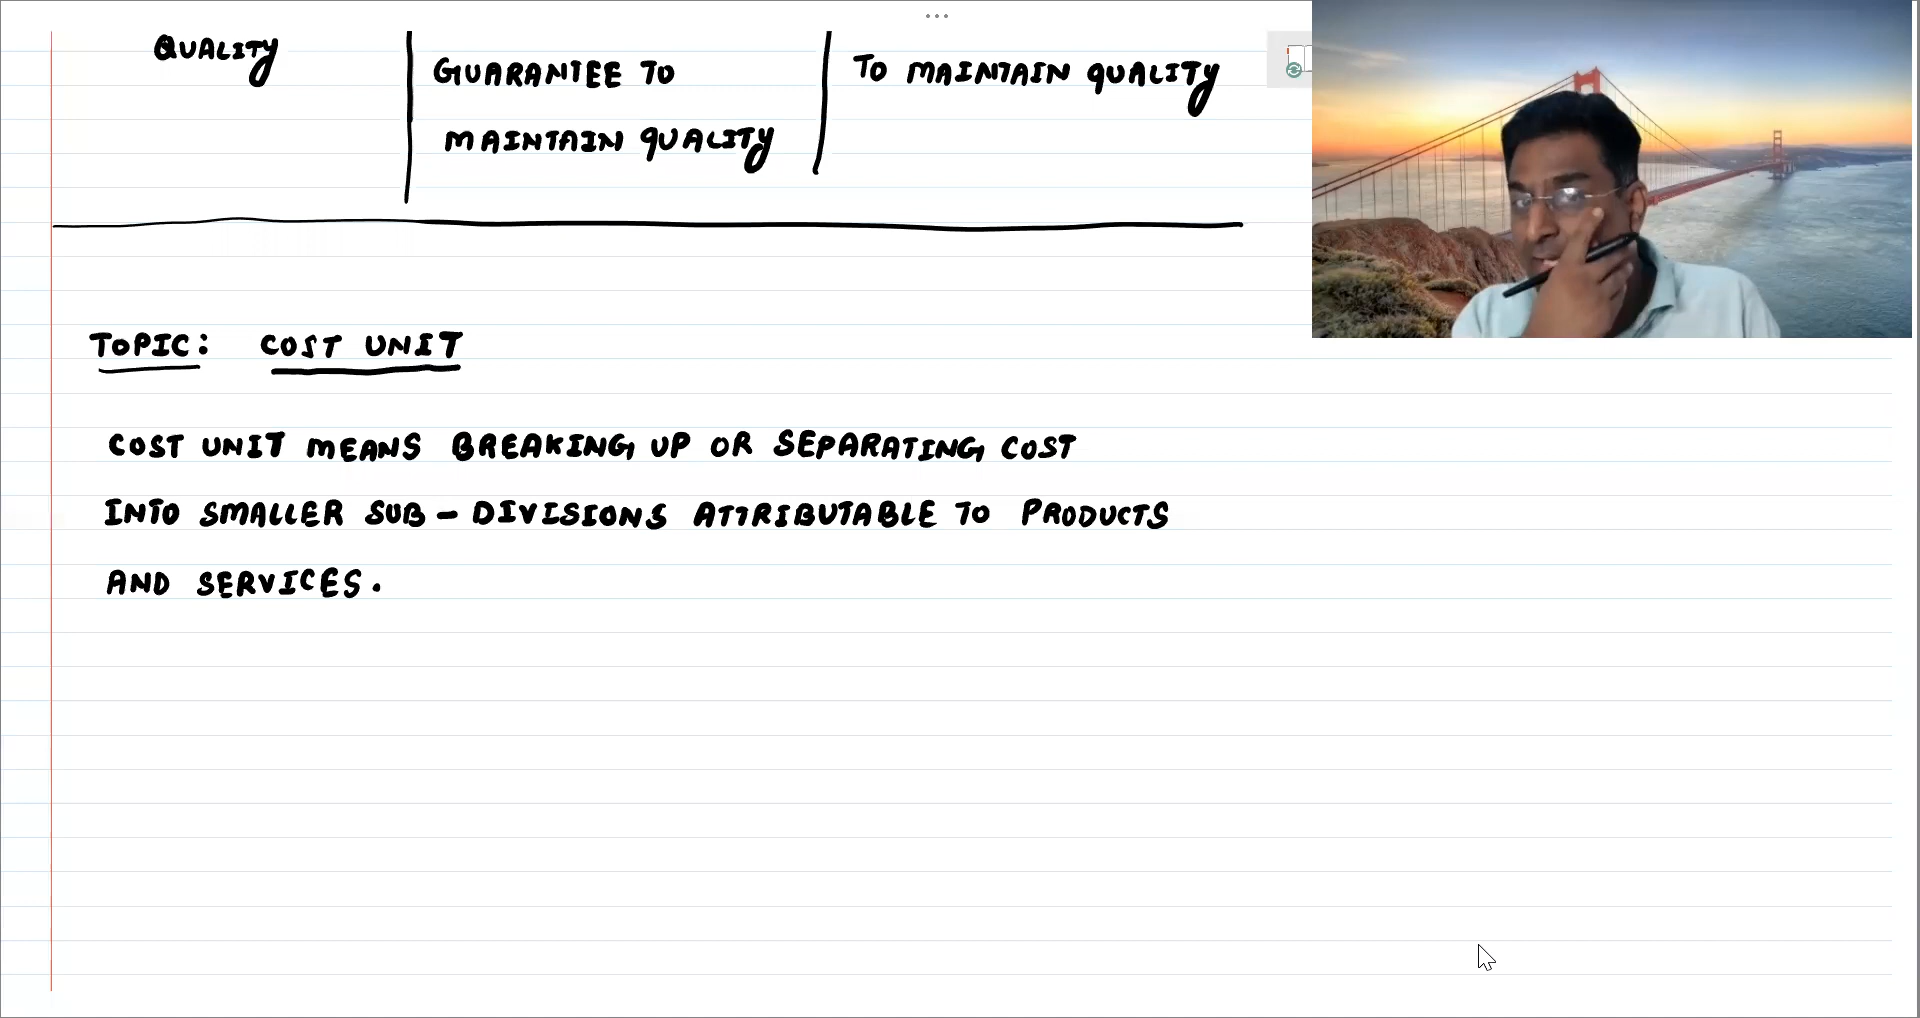 QUALITY
GUARANTEE TO
MAINTAIN QUALITY
TO MAINTAIN QUALITY
TOPIC: COST UNIT
COST UNIT MEANS BREAKING UP OR SEPARATING COST
INTO SMALLER SUB-DIVISIONS ATTRIBUTABLE TO PRODUCTS
AND SERVICES.